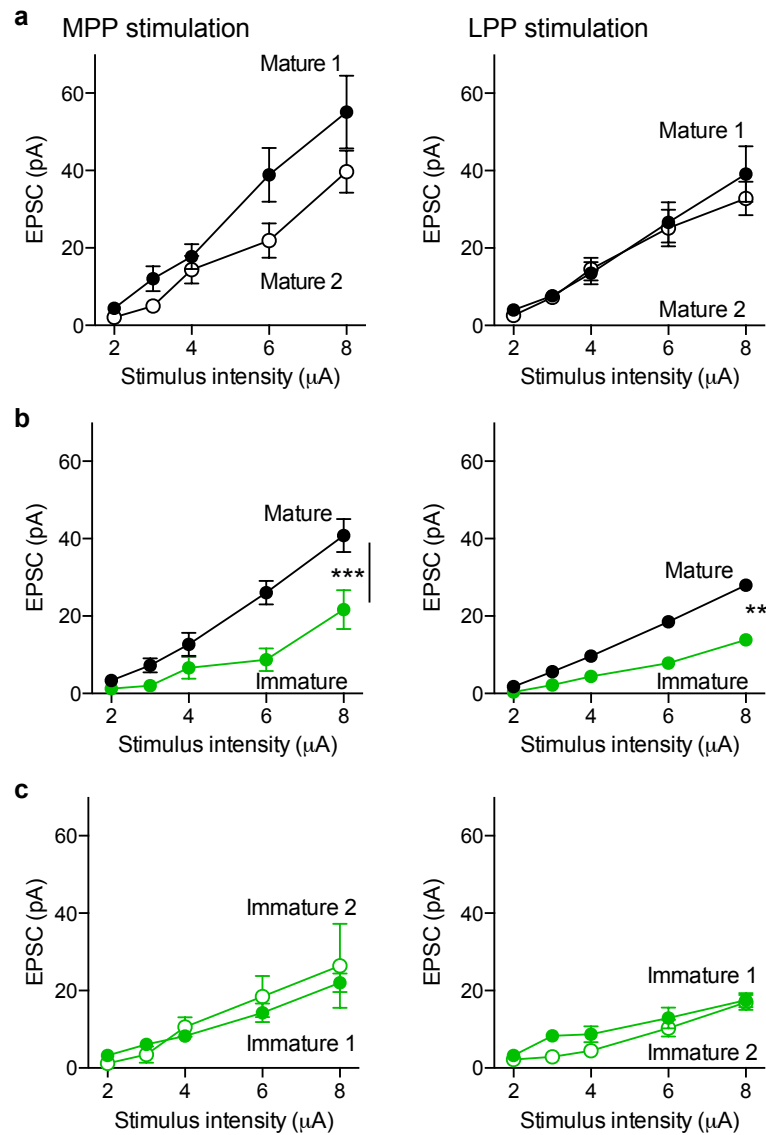 a
MPP stimulation
LPP stimulation
EPSC (pA)
60
40
20
0
Mature 1
Mature 2
2 4 6 8
Stimulus intensity (μA)
EPSC (pA)
60
40
20
0
Mature 1
Mature 2
2 4 6 8
Stimulus intensity (μA)
b
EPSC (pA)
60
40
20
0
Mature
***
Immature
2 4 6 8
Stimulus intensity (μA)
EPSC (pA)
60
40
20
0
Mature
**
Immature
2 4 6 8
Stimulus intensity (μA)
c
EPSC (pA)
60
40
20
0
Immature 2
Immature 1
2 4 6 8
Stimulus intensity (μA)
EPSC (pA)
60
40
20
0
Immature 1
Immature 2
2 4 6 8
Stimulus intensity (μA)